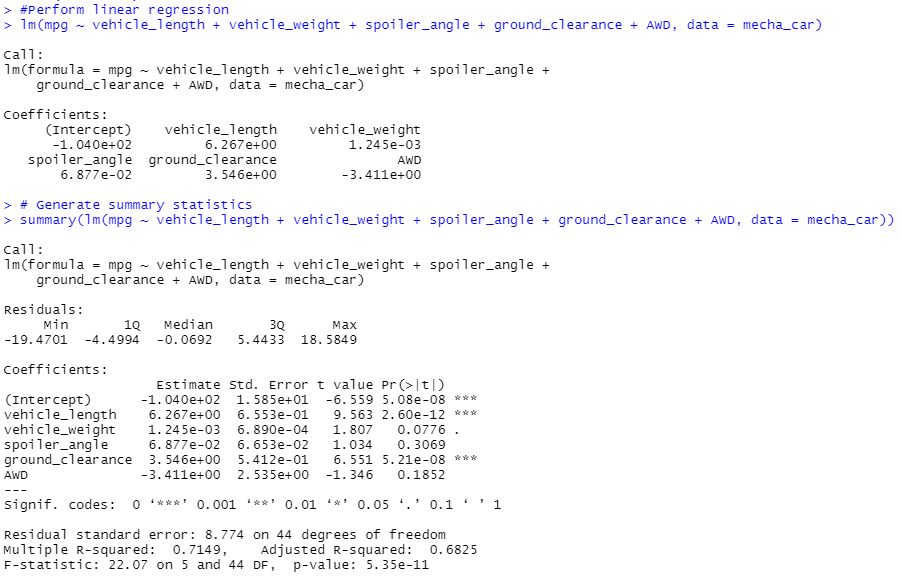 > #Perform linear regression
> lm(mpg ~ vehicle_length + vehicle_weight + spoiler_angle + ground_clearance + AWD, data = mecha_car)
Call:
lm(formula = mpg ~ vehicle_length + vehicle_weight + spoiler_angle +
    ground_clearance + AWD, data = mecha_car)
Coefficients:
     (Intercept)    vehicle_length    vehicle_weight
      -1.040e+02         6.267e+00         1.245e-03
   spoiler_angle  ground_clearance               AWD
       6.877e-02         3.546e+00        -3.411e+00
> # Generate summary statistics
> summary(lm(mpg ~ vehicle_length + vehicle_weight + spoiler_angle + ground_clearance + AWD, data = mecha_car))
Call:
lm(formula = mpg ~ vehicle_length + vehicle_weight + spoiler_angle +
    ground_clearance + AWD, data = mecha_car)
Residuals:
     Min       1Q   Median       3Q      Max
-19.4701  -4.4994  -0.0692   5.4433  18.5849
Coefficients:
                   Estimate Std. Error t value Pr(>|t|)
(Intercept)      -1.040e+02  1.585e+01  -6.559 5.08e-08 ***
vehicle_length    6.267e+00  6.553e-01   9.563 2.60e-12 ***
vehicle_weight    1.245e-03  6.890e-04   1.807   0.0776 .
spoiler_angle     6.877e-02  6.653e-02   1.034   0.3069
ground_clearance  3.546e+00  5.412e-01   6.551 5.21e-08 ***
AWD              -3.411e+00  2.535e+00  -1.346   0.1852
---
Signif. codes:  0 ‘***’ 0.001 ‘**’ 0.01 ‘*’ 0.05 ‘.’ 0.1 ‘ ’ 1
Residual standard error: 8.774 on 44 degrees of freedom
Multiple R-squared:  0.7149,    Adjusted R-squared:  0.6825
F-statistic: 22.07 on 5 and 44 DF,  p-value: 5.35e-11